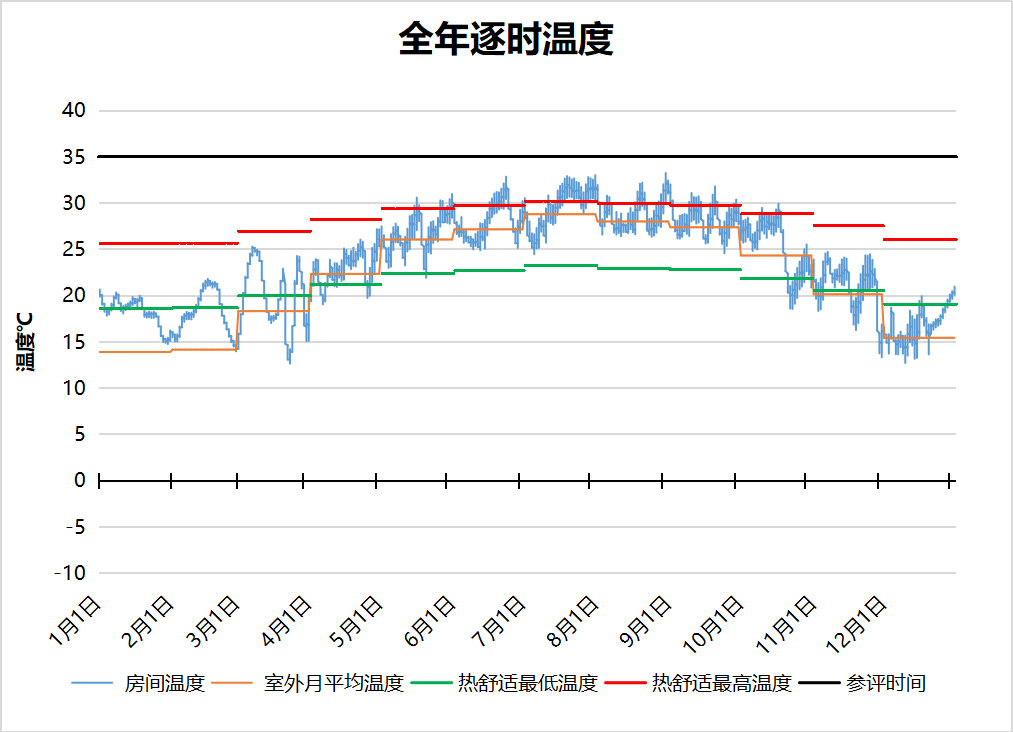 全年逐时温度
40
35
30
25
20
15
10
5
0
-5
-10
温度℃
1月1日
2月1日
3月1日
4月1日
5月1日
6月1日
7月1日
8月1日
9月1日
10月1日
11月1日
12月1日
房间温度 室外月平均温度 热舒适最低温度 热舒适最高温度 参评时间